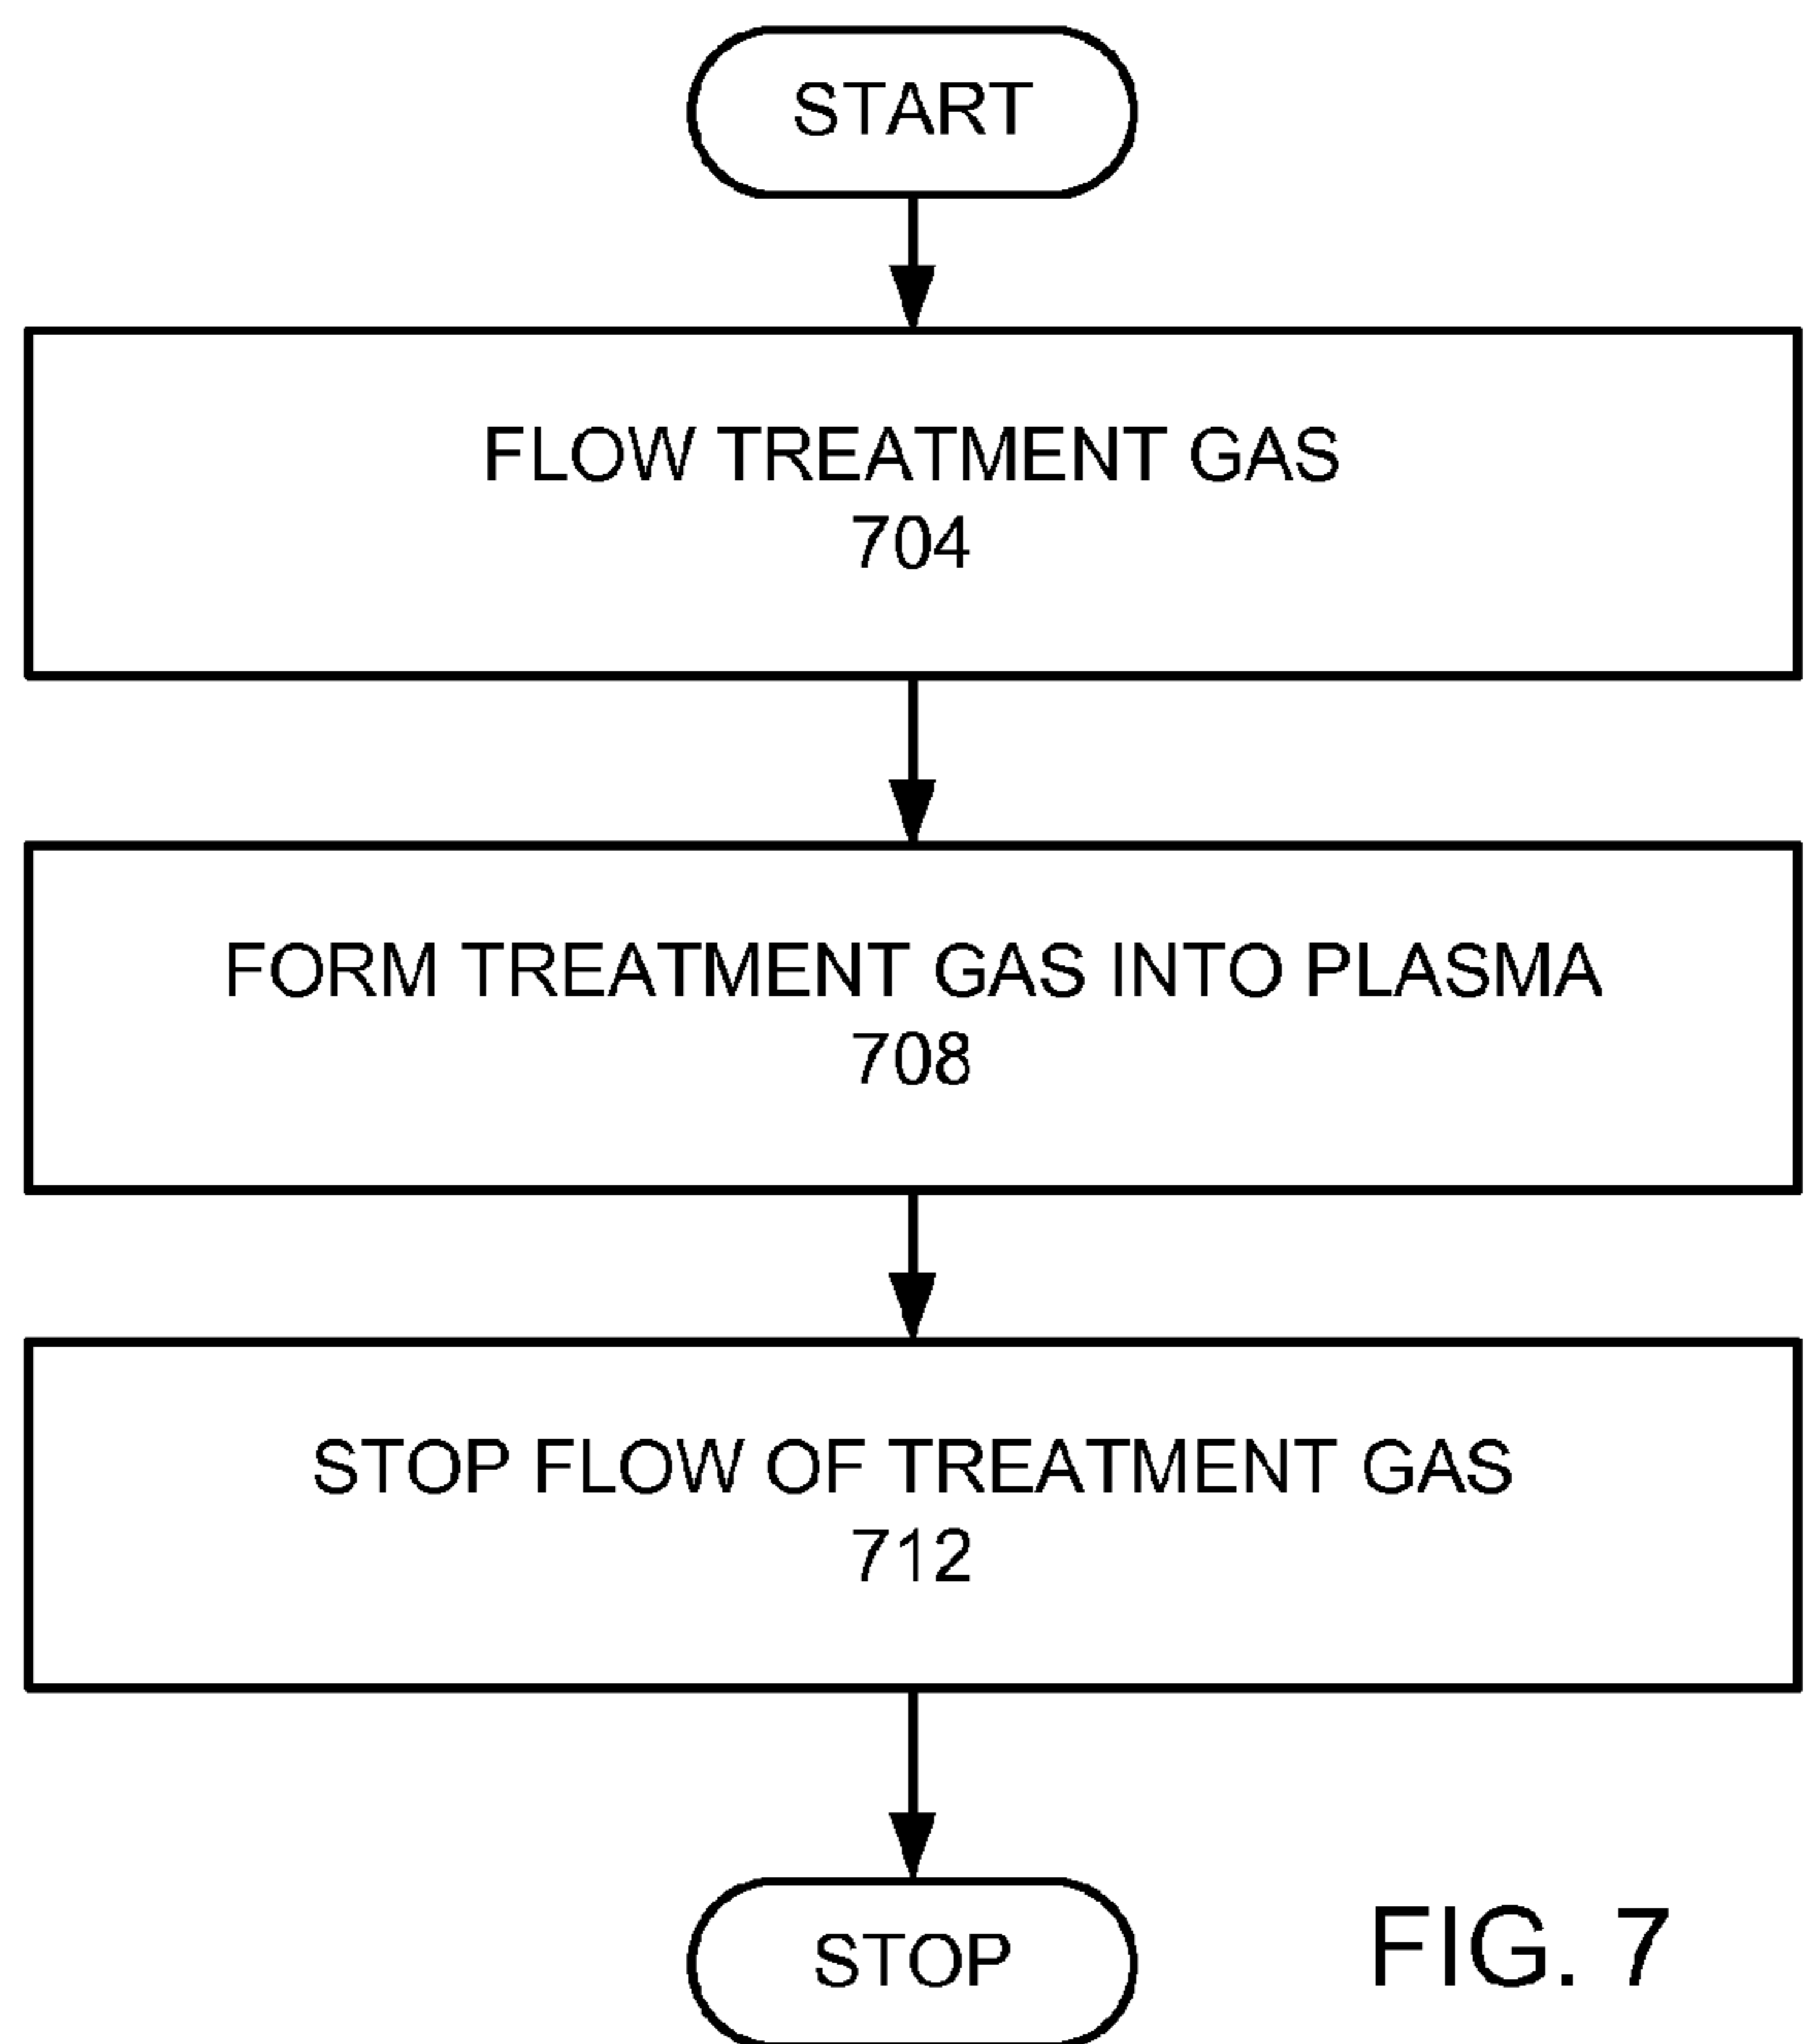 START
FLOW TREATMENT GAS
704
FORM TREATMENT GAS INTO PLASMA
708
STOP FLOW OF TREATMENT GAS
712
STOP
FIG. 7